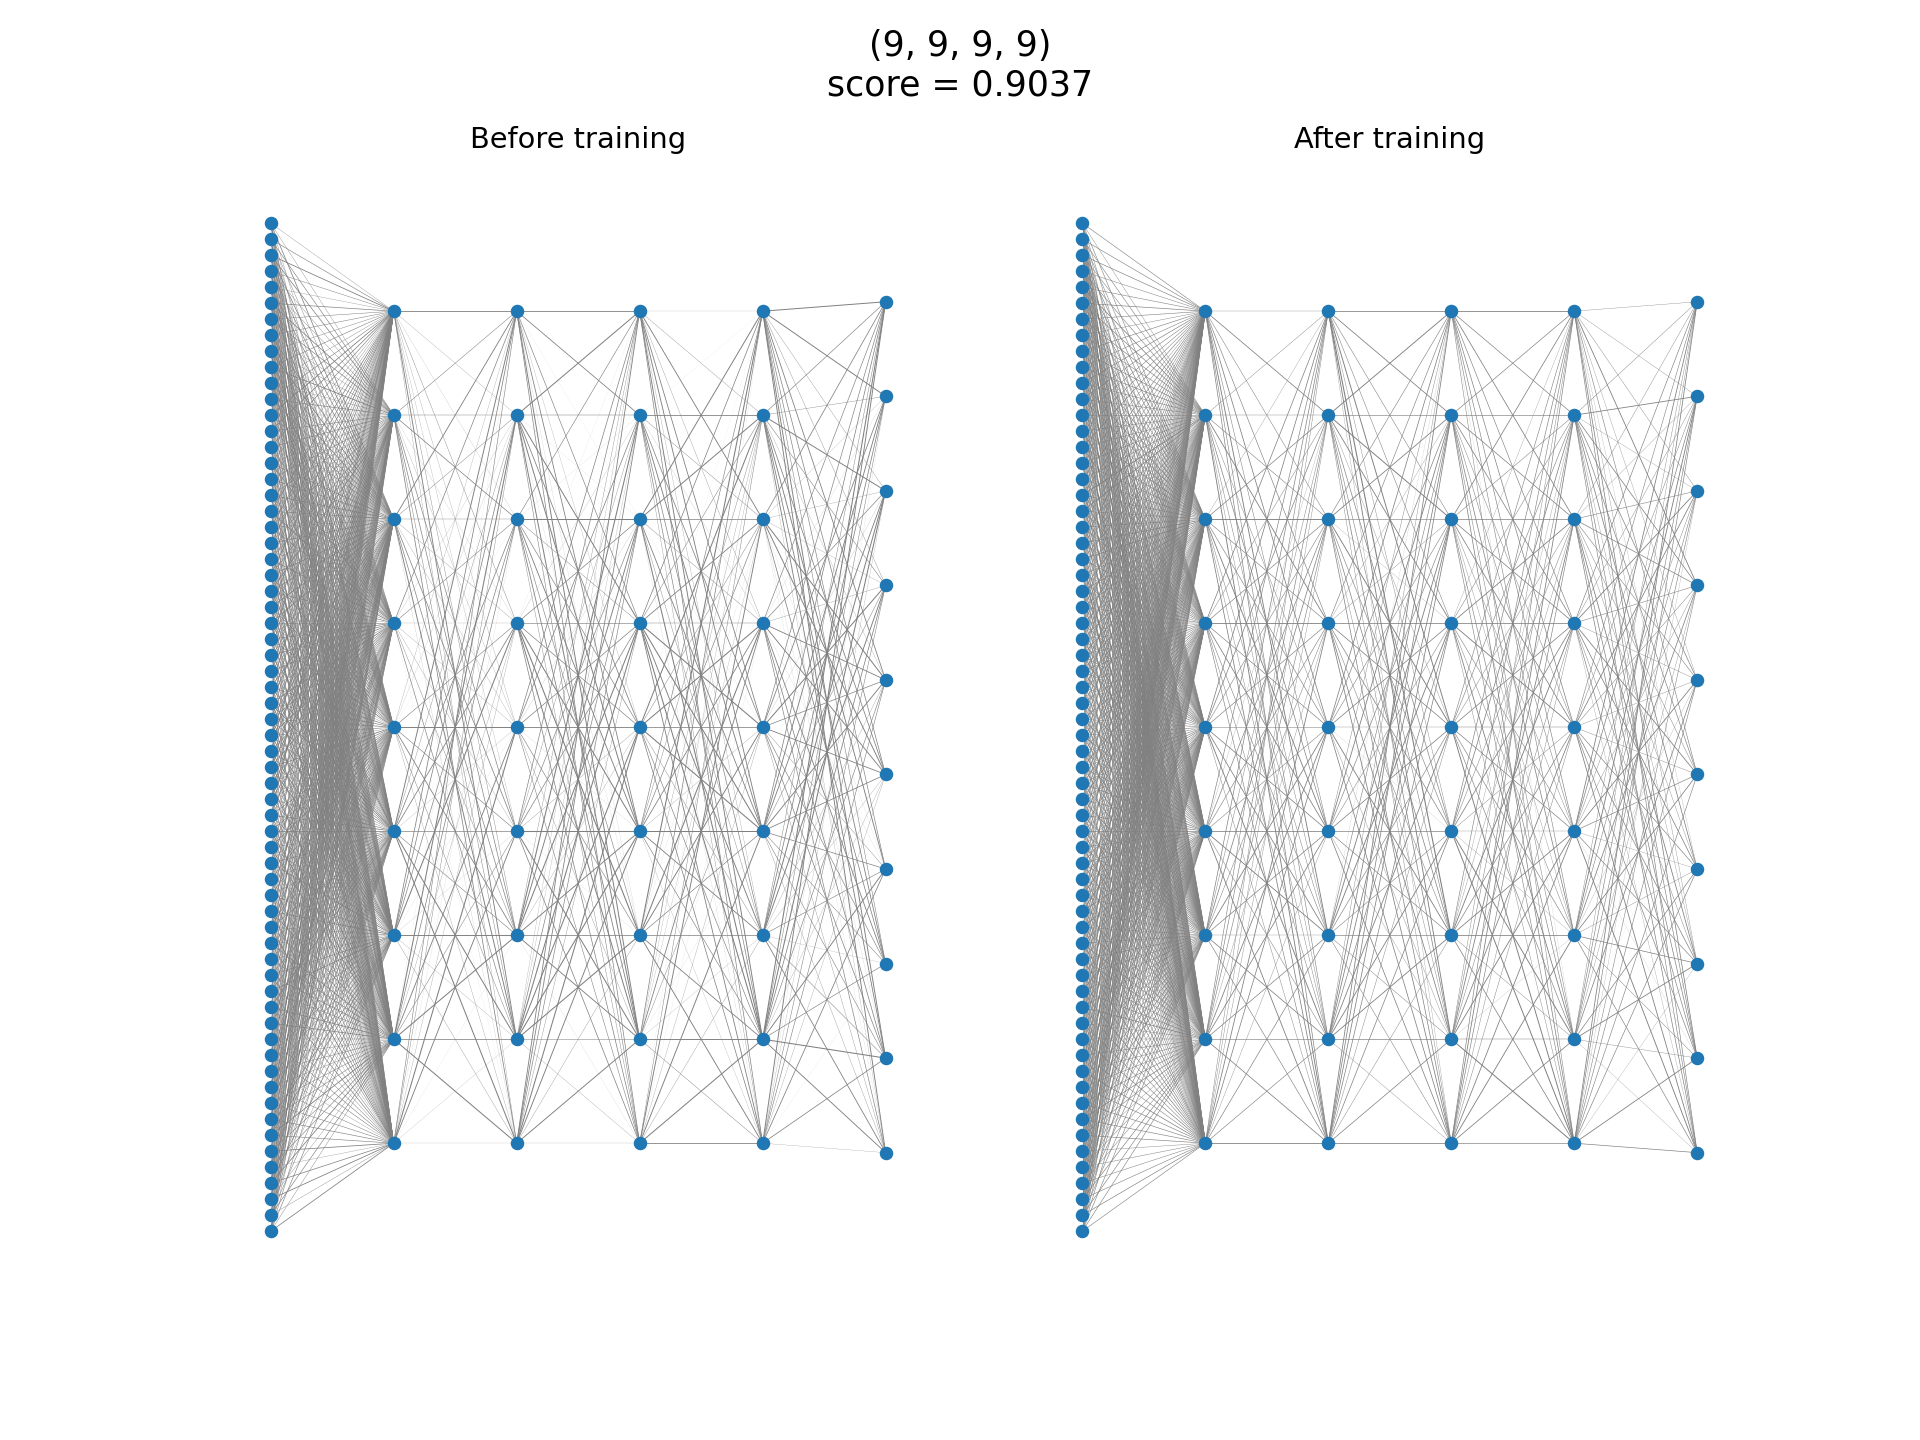 (9, 9, 9, 9)
score = 0.9037
Before training
After training